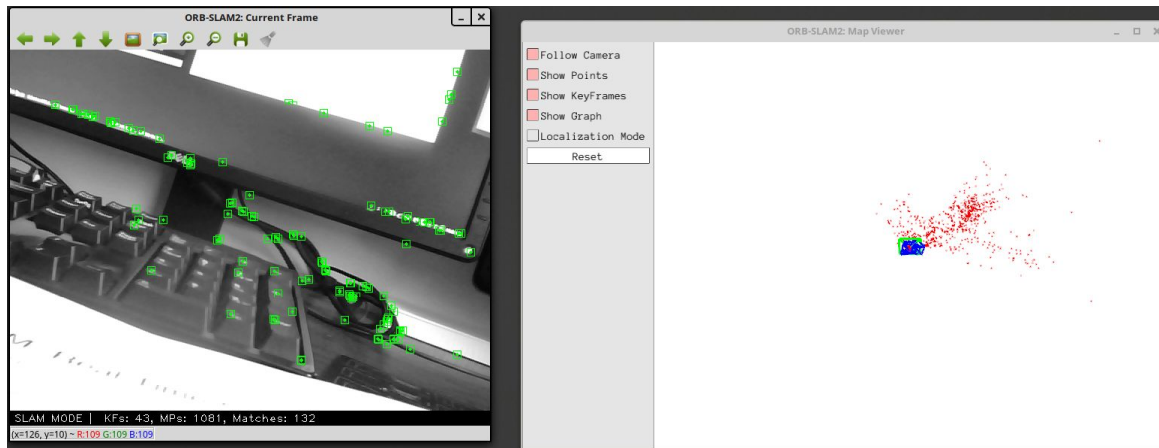 ORB-SLAM2: Current Frame
SLAM MODE | KFs: 43, MPs: 1081, Matches: 132
(x=126, y=10) ~ R:109 G:109 B:109
ORB-SLAM2: Map Viewer
Follow Camera
Show Points
Show KeyFrames
Show Graph
Localization Mode
Reset